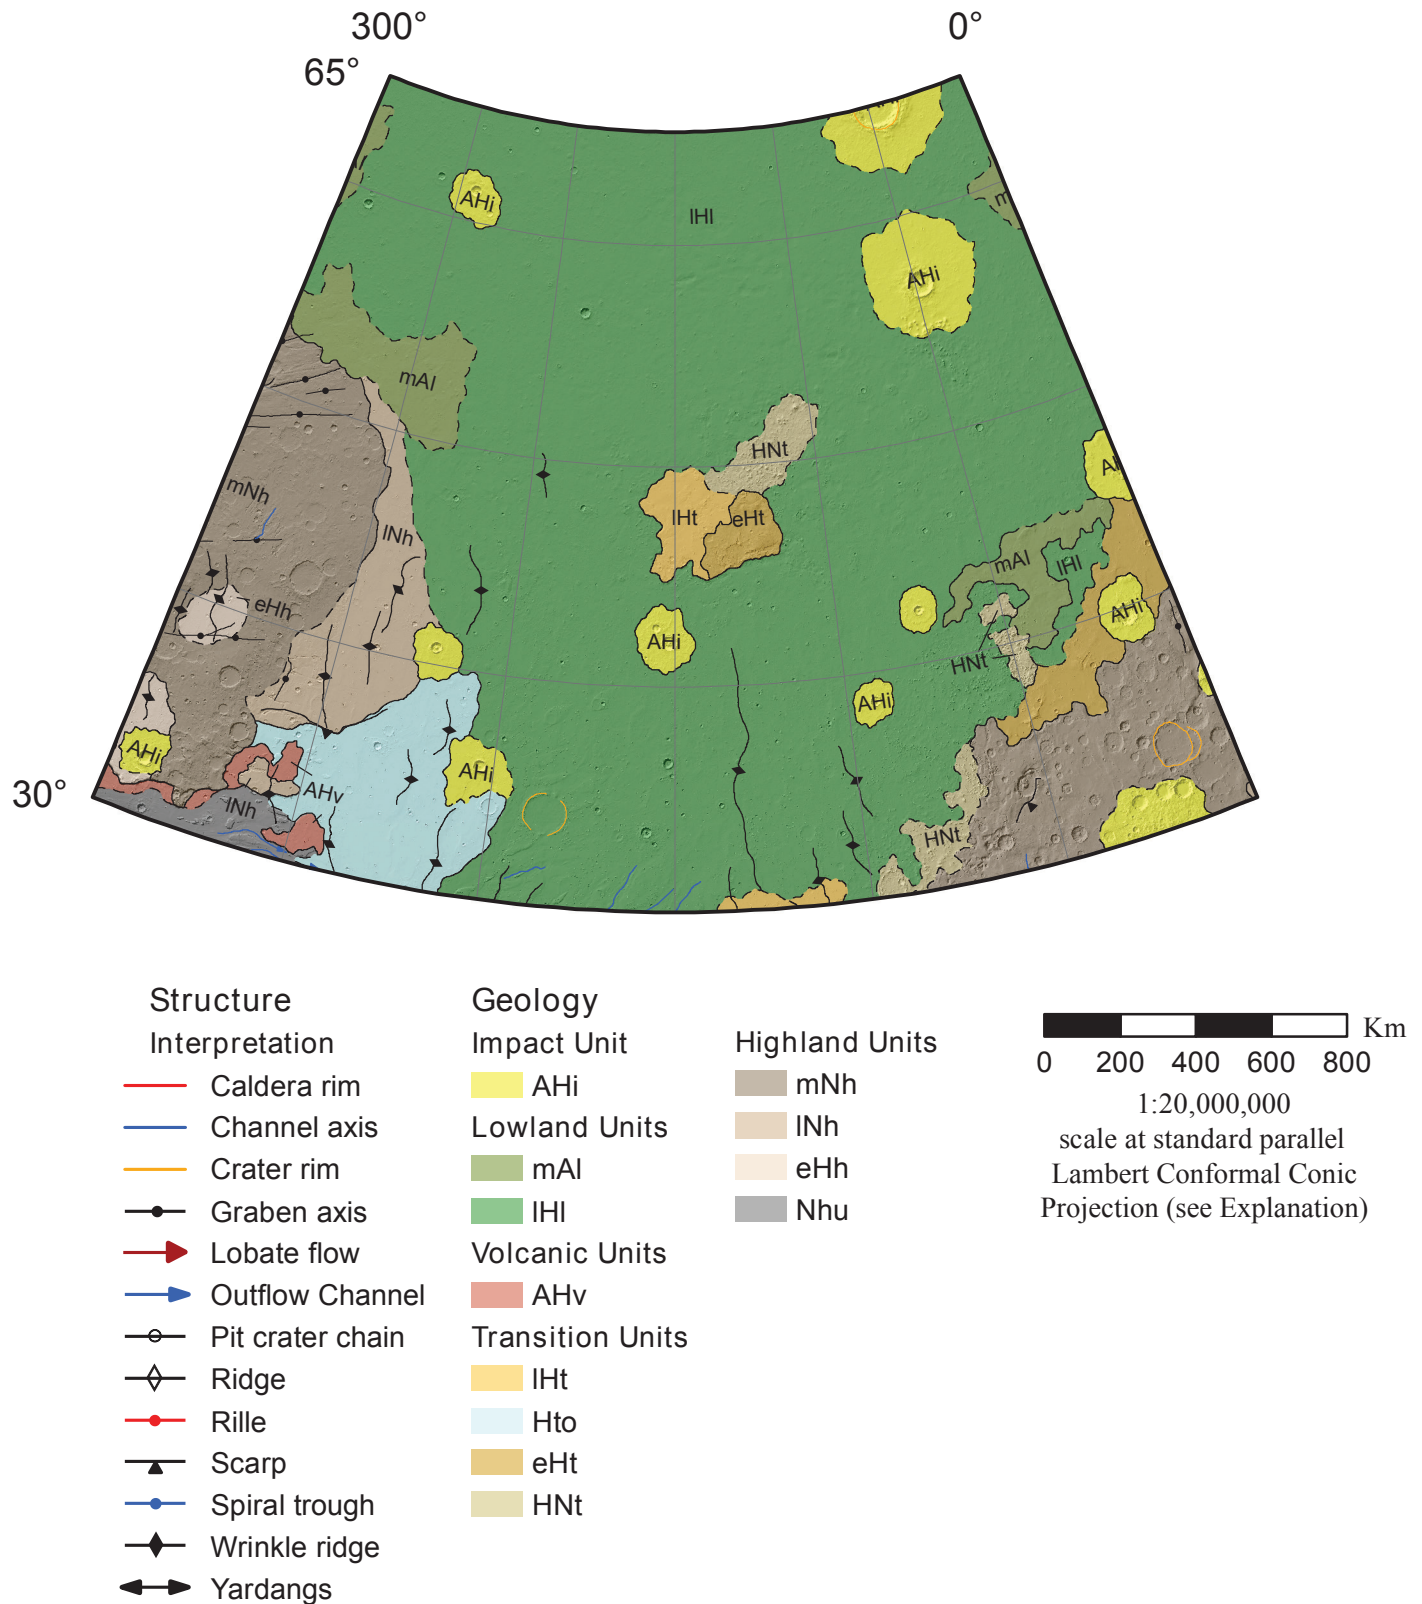 300°
0°
65°
AHi
AHi
lHl
m
AHi
mAl
HNt
AH
mNh
lHt
eHt
lNh
mAl
lHl
eHh
AHi
AHi
HNt
AHi
AHi
AHi
30°
AHv
lNh
HNt
Structure
Interpretation
Caldera rim
Channel axis
Crater rim
Graben axis
Lobate flow
Outflow Channel
Pit crater chain
Ridge
Rille
Scarp
Spiral trough
Wrinkle ridge
Yardangs
Geology
Impact Unit
AHi
Lowland Units
mAl
lHl
Volcanic Units
AHv
Transition Units
lHt
Hto
eHt
HNt
Highland Units
mNh
lNh
eHh
Nhu
Km
0 200 400 600 800
1:20,000,000
scale at standard parallel
Lambert Conformal Conic
Projection (see Explanation)